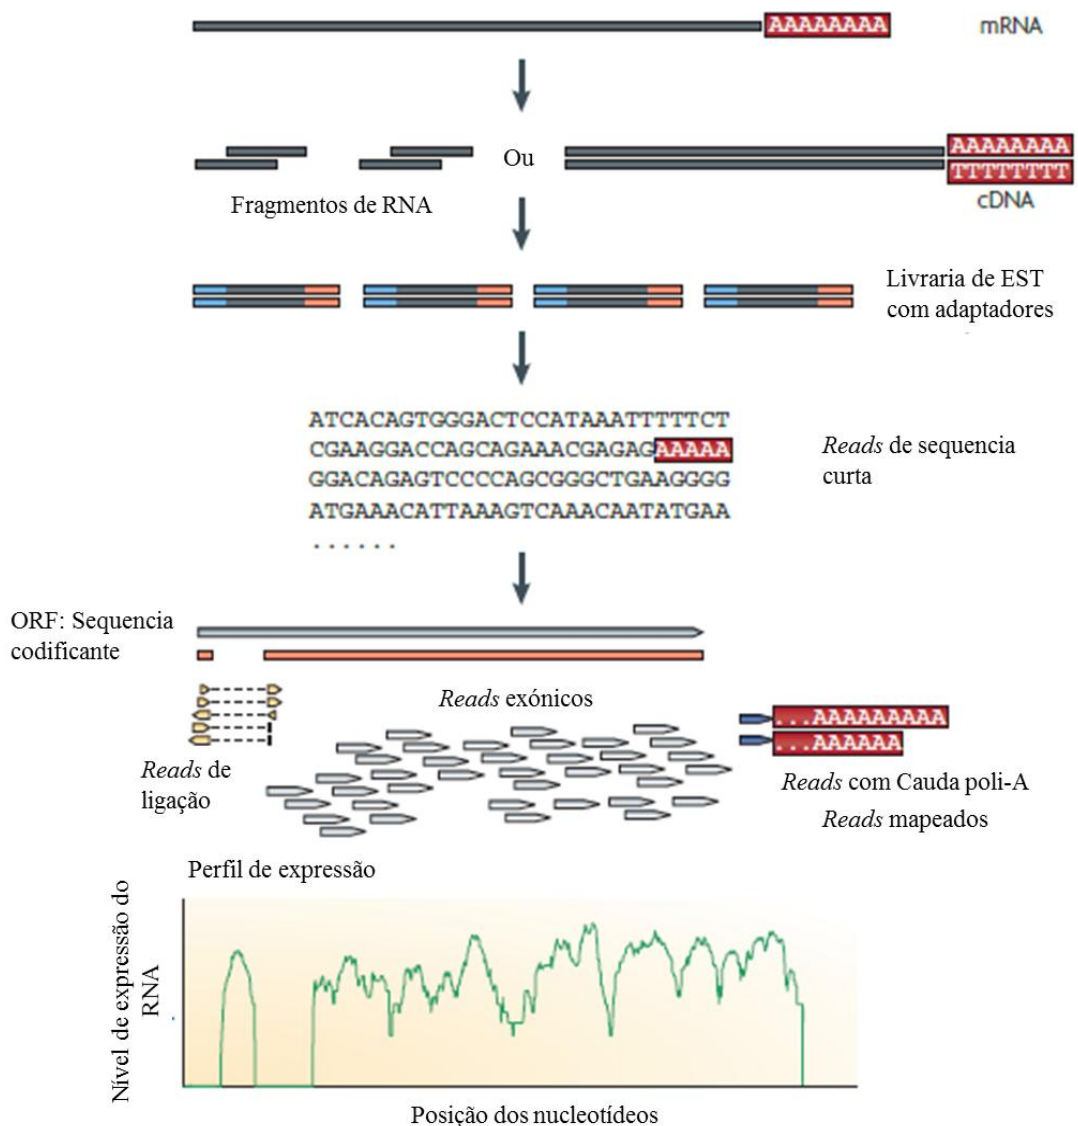 AAAAAAAA
mRNA
Ou
AAAAAAAA
TTTTTTTT
Fragmentos de RNA
cDNA
Livraria de EST
com adaptadores
ATCACAGTGGGACTCCATAAATTTTTCT
CGAAGGACCAGCAGAAACGAGAGAAAAA
GGACAGAGTCCCCAGCGGGCTGAAGGGG
ATGAAACATTAAAGTCAAACAATATGAA
. . . . . .
Reads de sequencia
curta
ORF: Sequencia
codificante
Reads exónicos
...AAAAAAAAA
...AAAAAA
Reads de
ligação
Reads com Cauda poli-A
Reads mapeados
Perfil de expressão
Nível de expressão do
RNA
Posição dos nucleotídeos